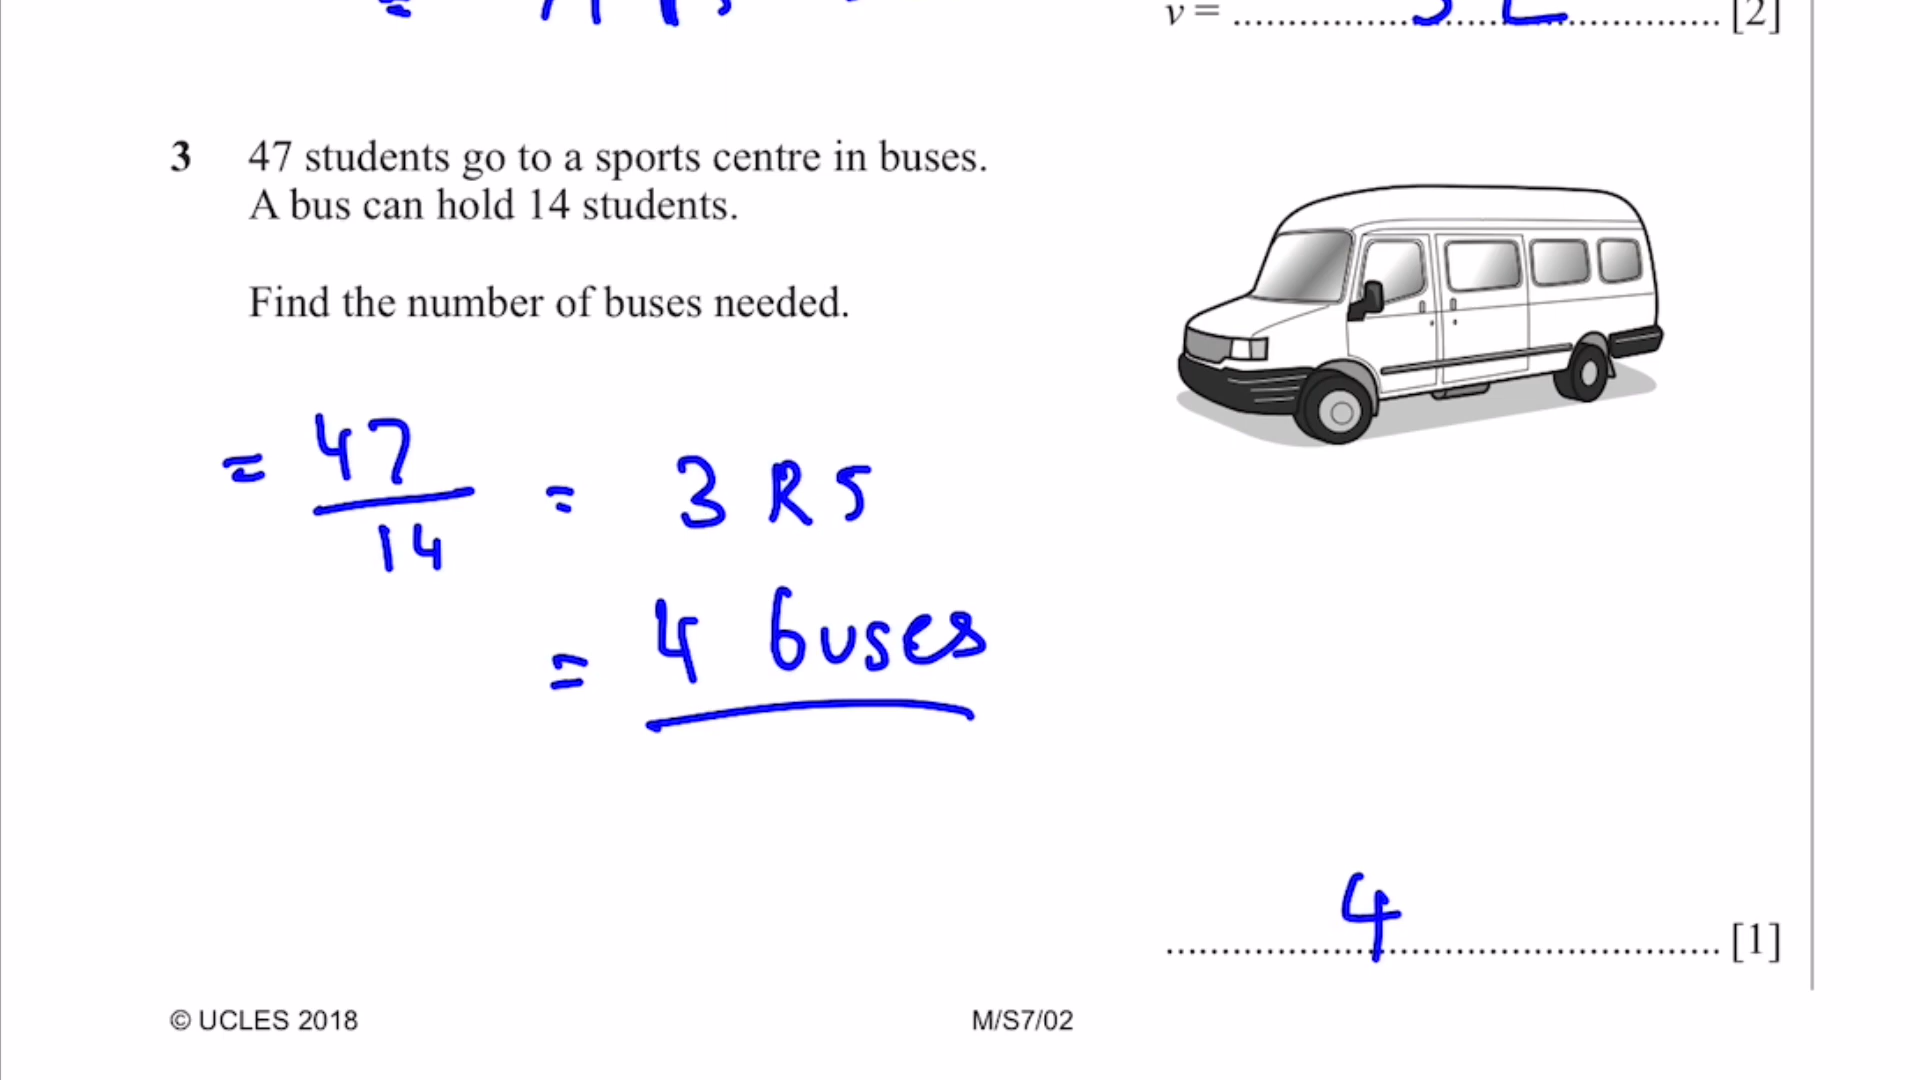 v = ........................ [2]
3 47 students go to a sports centre in buses.
A bus can hold 14 students.
Find the number of buses needed.
= 47/14 = 3 R 5
= 4 buses
4 [1]
© UCLES 2018 M/S7/02